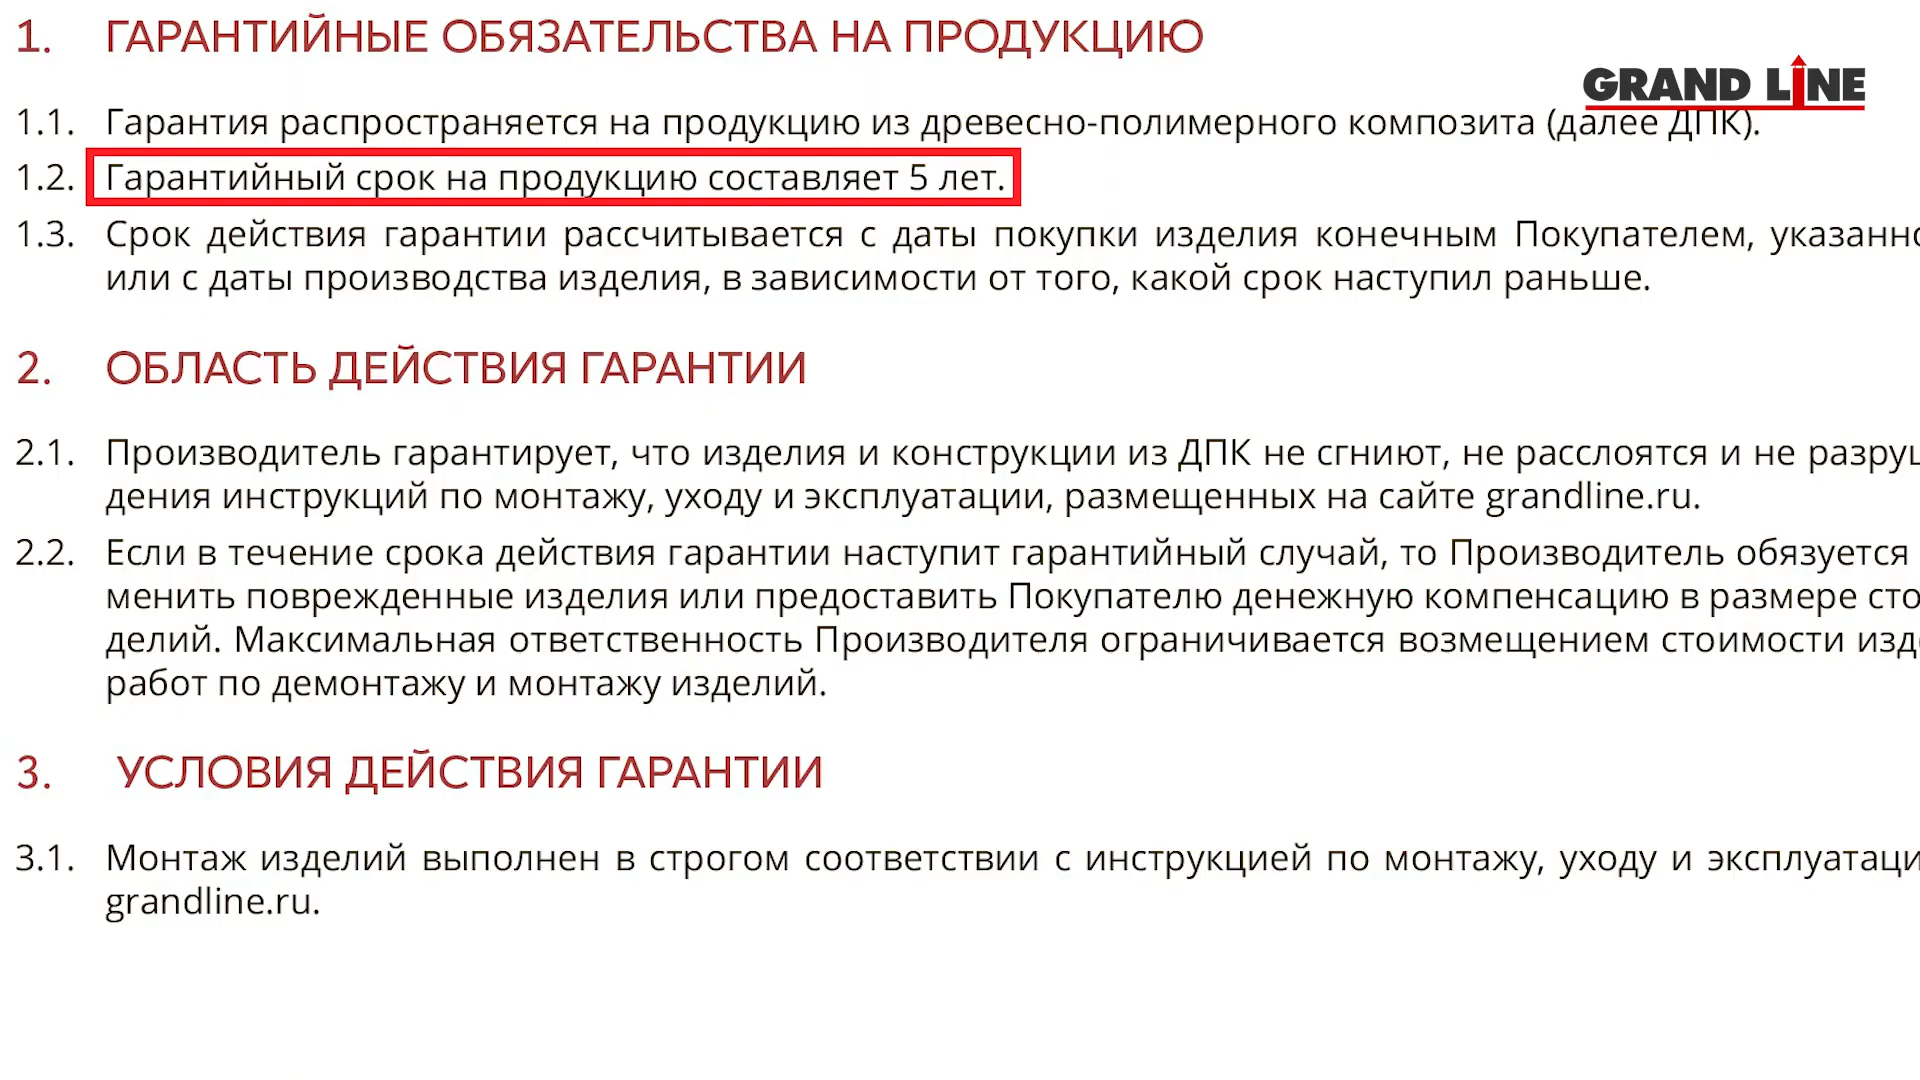 1. ГАРАНТИЙНЫЕ ОБЯЗАТЕЛЬСТВА НА ПРОДУКЦИЮ
GRAND LINE
1.1. Гарантия распространяется на продукцию из древесно-полимерного композита (далее ДПК).
1.2. Гарантийный срок на продукцию составляет 5 лет.
1.3. Срок действия гарантии рассчитывается с даты покупки изделия конечным Покупателем,
или с даты производства изделия, в зависимости от того, какой срок наступил раньше.
2. ОБЛАСТЬ ДЕЙСТВИЯ ГАРАНТИИ
2.1. Производитель гарантирует, что изделия и конструкции из ДПК не сгниют, не расслоятся и не
дения инструкций по монтажу, уходу и эксплуатации, размещенных на сайте grandline.ru.
2.2. Если в течение срока действия гарантии наступит гарантийный случай, то Производитель обязуется
менить поврежденные изделия или предоставить Покупателю денежную компенсацию в размере
делий. Максимальная ответственность Производителя ограничивается возмещением стоимости
работ по демонтажу и монтажу изделий.
3. УСЛОВИЯ ДЕЙСТВИЯ ГАРАНТИИ
3.1. Монтаж изделий выполнен в строгом соответствии с инструкцией по монтажу, уходу и
grandline.ru.